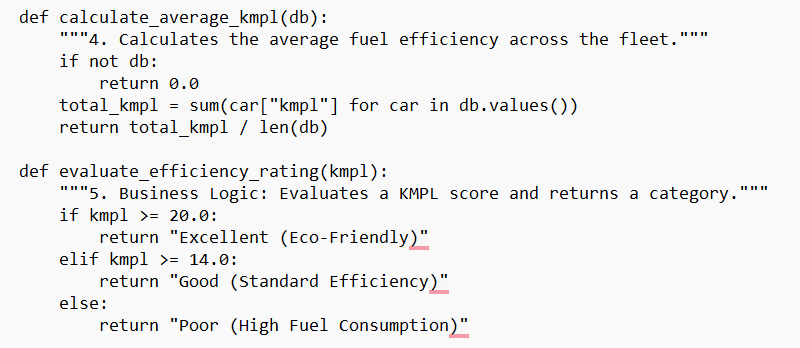 def calculate_average_kmpl(db):
    """4. Calculates the average fuel efficiency across the fleet."""
    if not db:
        return 0.0
    total_kmpl = sum(car["kmpl"] for car in db.values())
    return total_kmpl / len(db)

def evaluate_efficiency_rating(kmpl):
    """5. Business Logic: Evaluates a KMPL score and returns a category."""
    if kmpl >= 20.0:
        return "Excellent (Eco-Friendly)"
    elif kmpl >= 14.0:
        return "Good (Standard Efficiency)"
    else:
        return "Poor (High Fuel Consumption)"